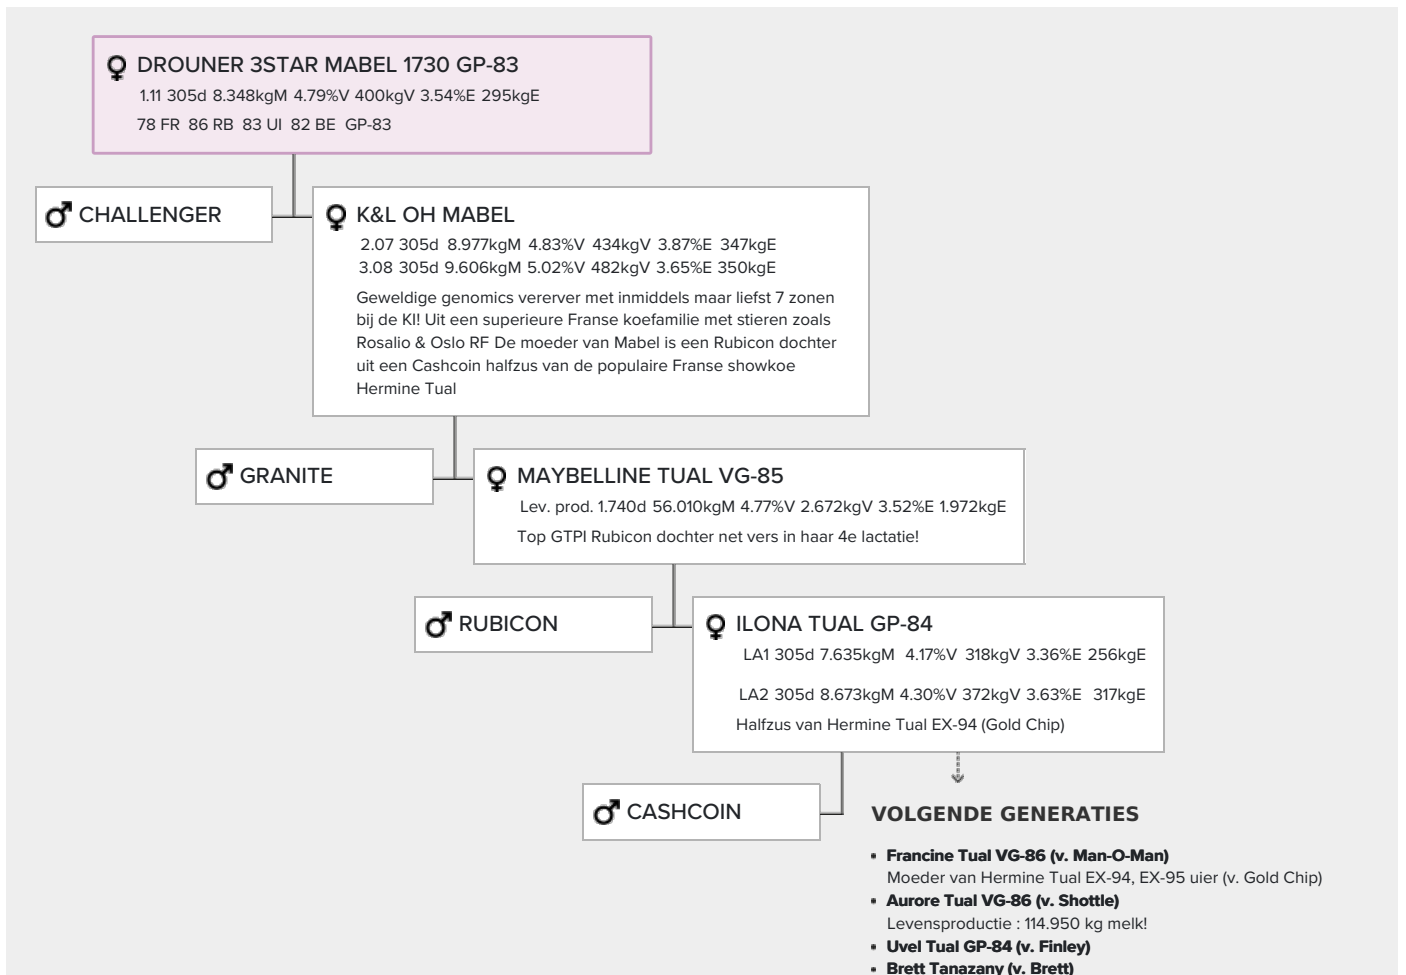 DROUNER 3STAR MABEL 1730 GP-83
1.11 305d 8.348kgM 4.79%V 400kgV 3.54%E 295kgE
78 FR 86 RB 83 UI 82 BE GP-83
CHALLENGER
K&L OH MABEL
2.07 305d 8.977kgM 4.83%V 434kgV 3.87%E 347kgE
3.08 305d 9.606kgM 5.02%V 482kgV 3.65%E 350kgE
Geweldige genomics vererver met inmiddels maar liefst 7 zonen
bij de KI! Uit een superieure Franse koefamilie met stieren zoals
Rosalio & Oslo RF De moeder van Mabel is een Rubicon dochter
uit een Cashcoin halfzus van de populaire Franse showkoe
Hermine Tual
GRANITE
MAYBELLINE TUAL VG-85
Lev. prod. 1.740d 56.010kgM 4.77%V 2.672kgV 3.52%E 1.972kgE
Top GTPI Rubicon dochter net vers in haar 4e lactatie!
RUBICON
ILONA TUAL GP-84
LA1 305d 7.635kgM 4.17%V 318kgV 3.36%E 256kgE
LA2 305d 8.673kgM 4.30%V 372kgV 3.63%E 317kgE
Halfzus van Hermine Tual EX-94 (Gold Chip)
CASHCOIN
VOLGENDE GENERATIES
• Francine Tual VG-86 (v. Man-O-Man)
Moeder van Hermine Tual EX-94, EX-95 uier (v. Gold Chip)
• Aurore Tual VG-86 (v. Shottle)
Levensproductie : 114.950 kg melk!
• Uvel Tual GP-84 (v. Finley)
• Brett Tanazany (v. Brett)